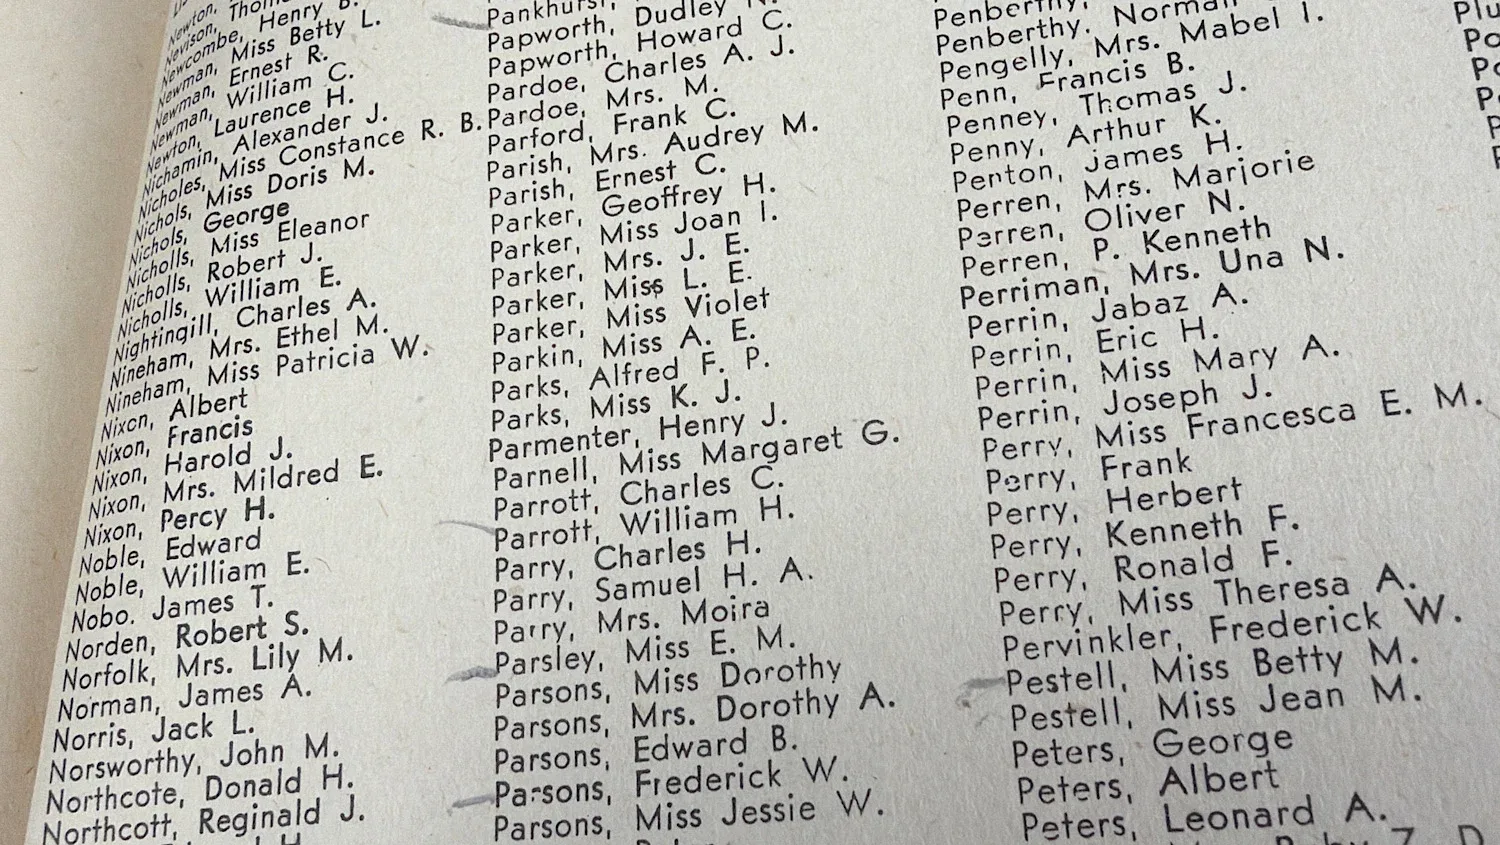 Newton,
Nevison,
Newcombe, Henry B.
Newman, Miss Betty L.
Newman, Ernest R.
Newman, William C.
Newton, Laurence H.
Nichamin, Alexander J.
Nicholes, Miss Constance R. B.
Nichols, Miss Doris M.
Nichols, George
Nicholls, Miss Eleanor
Nicholls, Robert J.
Nicholls, William E.
Nightingill, Charles A.
Nineham, Mrs. Ethel M.
Nineham, Miss Patricia W.
Nixon, Albert
Nixon, Francis
Nixon, Harold J.
Nixon, Mrs. Mildred E.
Nixon, Percy H.
Noble, Edward
Noble, William E.
Nobo. James T.
Norden, Robert S.
Norfolk, Mrs. Lily M.
Norman, James A.
Norris, Jack L.
Norsworthy, John M.
Northcote, Donald H.
Northcott, Reginald J.
Pankhurst,
Papworth, Dudley N.
Papworth, Howard C.
Pardoe, Charles A. J.
Pardoe, Mrs. M.
Parford, Frank C.
Parish, Mrs. Audrey M.
Parish, Ernest C.
Parker, Geoffrey H.
Parker, Miss Joan I.
Parker, Mrs. J. E.
Parker, Miss L. E.
Parker, Miss Violet
Parkin, Miss A. E.
Parks, Alfred F. P.
Parks, Miss K. J.
Parmenter, Henry J.
Parnell, Miss Margaret G.
Parrott, Charles C.
Parrott, William H.
Parry, Charles H.
Parry, Samuel H. A.
Parry, Mrs. Moira
Parsley, Miss E. M.
Parsons, Miss Dorothy
Parsons, Mrs. Dorothy A.
Parsons, Edward B.
Parsons, Frederick W.
Parsons, Miss Jessie W.
Penberthy,
Penberthy. Norman
Pengelly, Mrs. Mabel I.
Penn, Francis B.
Penney, Thomas J.
Penny, Arthur K.
Penton, James H.
Perren, Mrs. Marjorie
Perren, Oliver N.
Perren, P. Kenneth
Perriman, Mrs. Una N.
Perrin, Jabaz A.
Perrin, Eric H.
Perrin, Miss Mary A.
Perrin, Joseph J.
Perry, Miss Francesca E. M.
Perry, Frank
Perry, Herbert
Perry, Kenneth F.
Perry, Ronald F.
Perry, Miss Theresa A.
Pervinkler, Frederick W.
Pestell, Miss Betty M.
Pestell, Miss Jean M.
Peters, George
Peters, Albert
Peters, Leonard A.